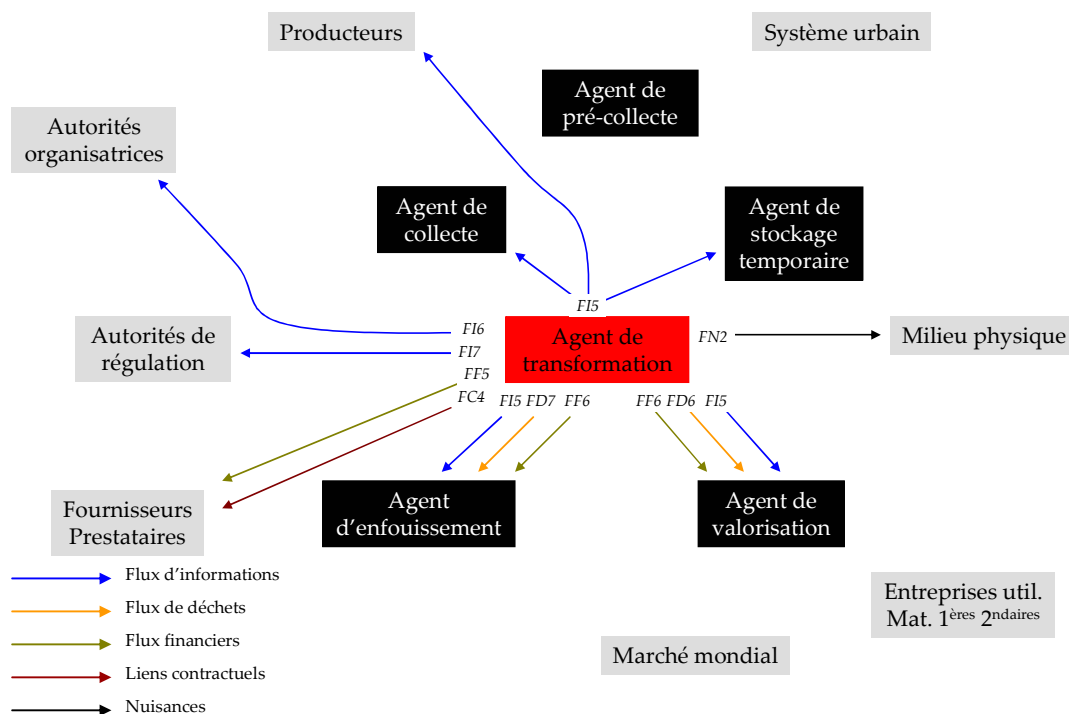 Producteurs
Système urbain
Agent de
pré-collecte
Autorités
organisatrices
Agent de
collecte
Agent de
stockage
temporaire
FI5
Autorités de
régulation
FI6
FI7
FF5
FC4
Agent de
transformation
FN2
Milieu physique
FI5 FD7 FF6
FF6 FD6 FI5
Fournisseurs
Prestataires
Agent
d'enfouissement
Agent de
valorisation
Flux d'informations
Flux de déchets
Flux financiers
Liens contractuels
Nuisances
Entreprises util.
Mat. 1ères 2ndaires
Marché mondial